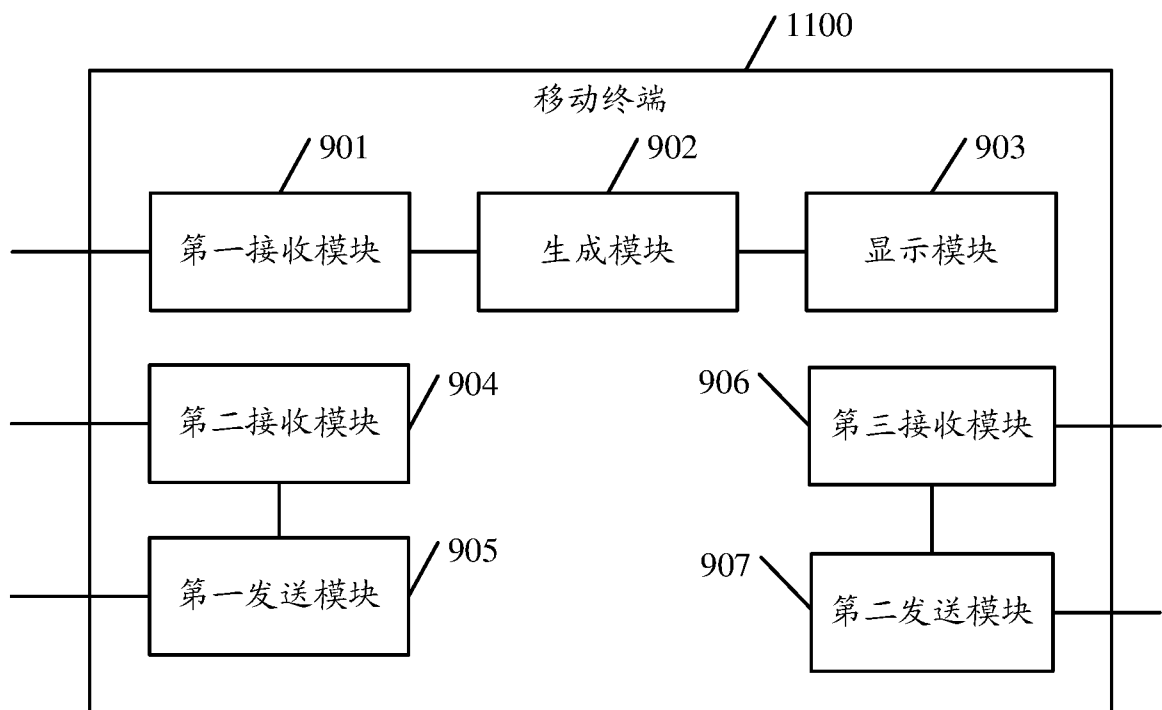 1100
移动终端
901
902
903
第一接收模块
生成模块
显示模块
904
906
第二接收模块
第三接收模块
905
907
第一发送模块
第二发送模块